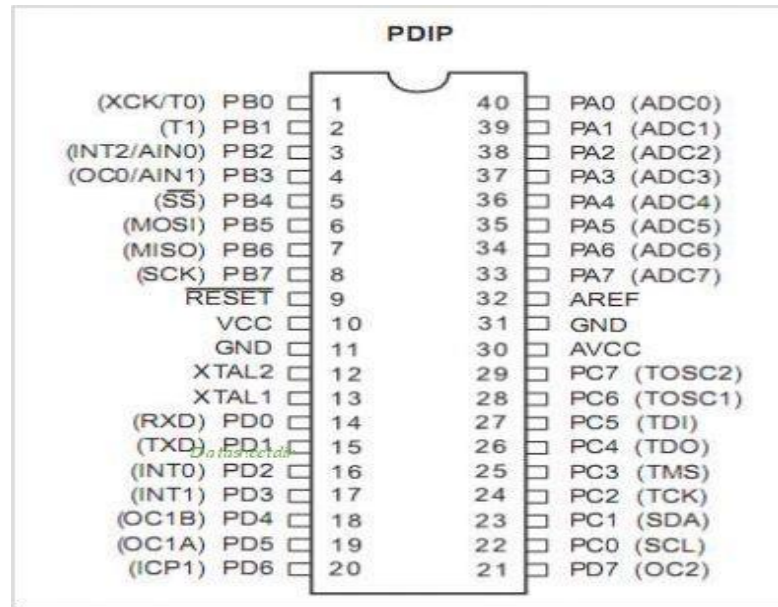 PDIP
(XCK/T0) PB0 1 40 PA0 (ADC0)
(T1) PB1 2 39 PA1 (ADC1)
(INT2/AIN0) PB2 3 38 PA2 (ADC2)
(OC0/AIN1) PB3 4 37 PA3 (ADC3)
(SS) PB4 5 36 PA4 (ADC4)
(MOSI) PB5 6 35 PA5 (ADC5)
(MISO) PB6 7 34 PA6 (ADC6)
(SCK) PB7 8 33 PA7 (ADC7)
RESET 9 32 AREF
VCC 10 31 GND
GND 11 30 AVCC
XTAL2 12 29 PC7 (TOSC2)
XTAL1 13 28 PC6 (TOSC1)
(RXD) PD0 14 27 PC5 (TDI)
(TXD) PD1 15 26 PC4 (TDO)
(INT0) PD2 16 25 PC3 (TMS)
(INT1) PD3 17 24 PC2 (TCK)
(OC1B) PD4 18 23 PC1 (SDA)
(OC1A) PD5 19 22 PC0 (SCL)
(ICP1) PD6 20 21 PD7 (OC2)